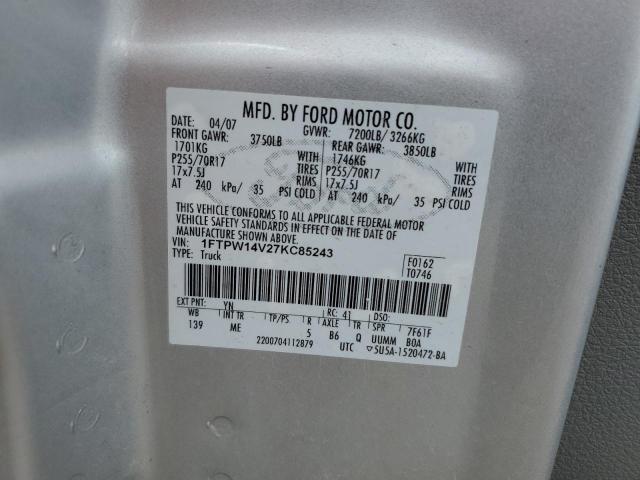 MFD. BY FORD MOTOR CO.
DATE: 04/07 GVWR: 7200LB/ 3266KG
FRONT GAWR: 3750LB REAR GAWR: 3850LB
1701KG WITH 1746KG WITH
P255/70R17 TIRES P255/70R17 TIRES
17x7.5J RIMS 17x7.5J RIMS
AT 240 kPa/ 35 PSI COLD AT 240 kPa/ 35 PSI COLD
THIS VEHICLE CONFORMS TO ALL APPLICABLE FEDERAL MOTOR
VEHICLE SAFETY STANDARDS IN EFFECT ON THE DATE OF
MANUFACTURE SHOWN ABOVE.
VIN: 1FTPW14V27KC85243
TYPE: Truck
F0162
T0746
EXT PNT: YN RC: 41 DSO:
WB INT TR TP/PS R AXLE TR SPR 7F61F
139 ME 5 B6 Q UUMM B0A
2200704112879 UTC ▽5U5A-1520472-BA